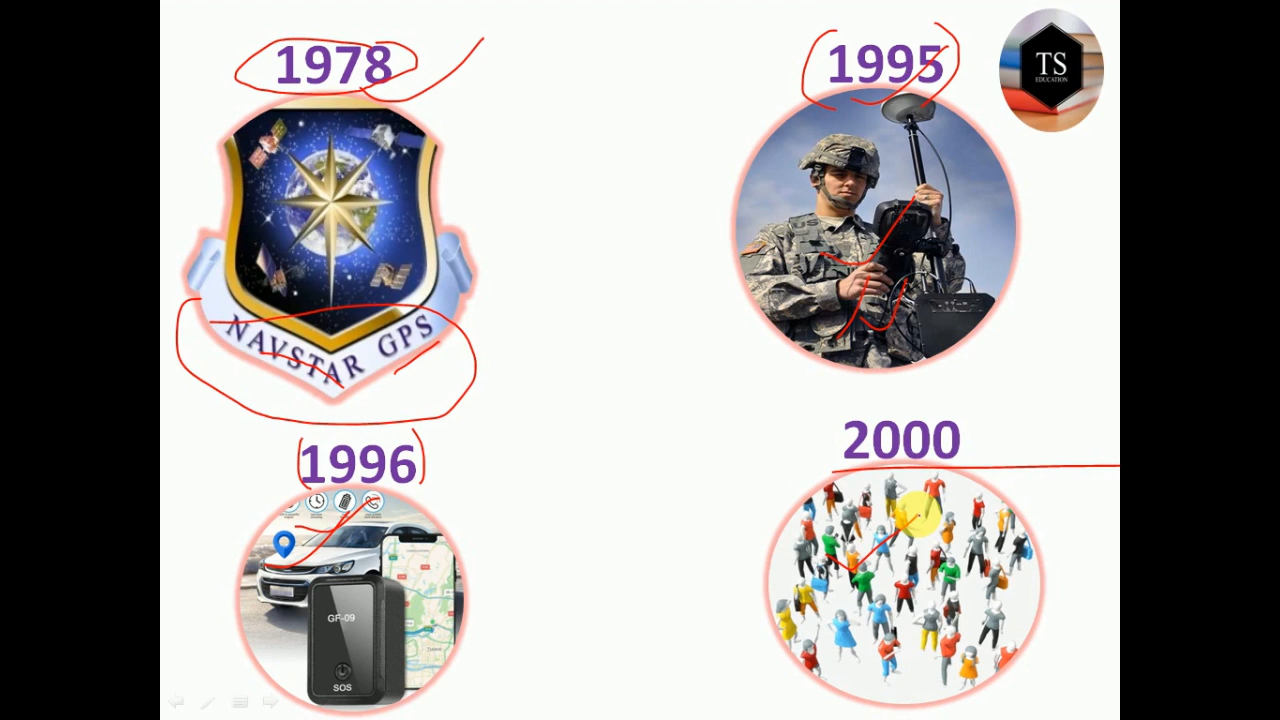 1978
1995
TS
EDUCATION
NAVSTAR GPS
1996
2000
GF-09
SOS